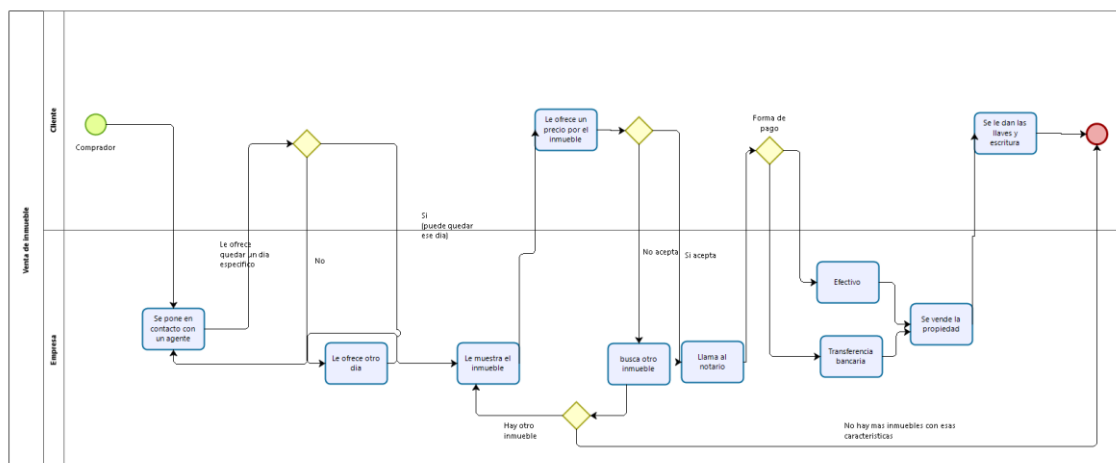 Venta de inmueble
Cliente
Empresa
Comprador
Se pone en
contacto con
un agente
Le ofrece
quedar un dia
especifico
No
Le ofrece otro
dia
Si
(puede quedar
ese dia)
Le muestra el
inmueble
Le ofrece un
precio por el
inmueble
No acepta
Si acepta
busca otro
inmueble
Hay otro
inmueble
No hay mas inmuebles con esas
caracteristicas
Llama al
notario
Forma de
pago
Efectivo
Transferencia
bancaria
Se vende la
propiedad
Se le dan las
llaves y
escritura